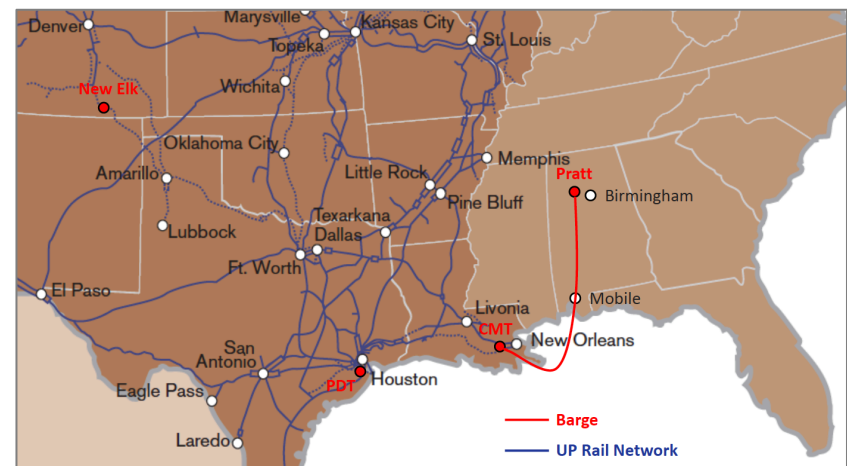 Marysville
Kansas City
Denver
Topeka
St. Louis
New Elk
Wichita
Oklahoma City
Memphis
Amarillo
Little Rock
Pratt
Pine Bluff
Birmingham
Lubbock
Texarkana
Dallas
Ft. Worth
El Paso
Mobile
Livonia
CMT
New Orleans
San
Antonio
PDT
Houston
Eagle Pass
Laredo
Barge
UP Rail Network